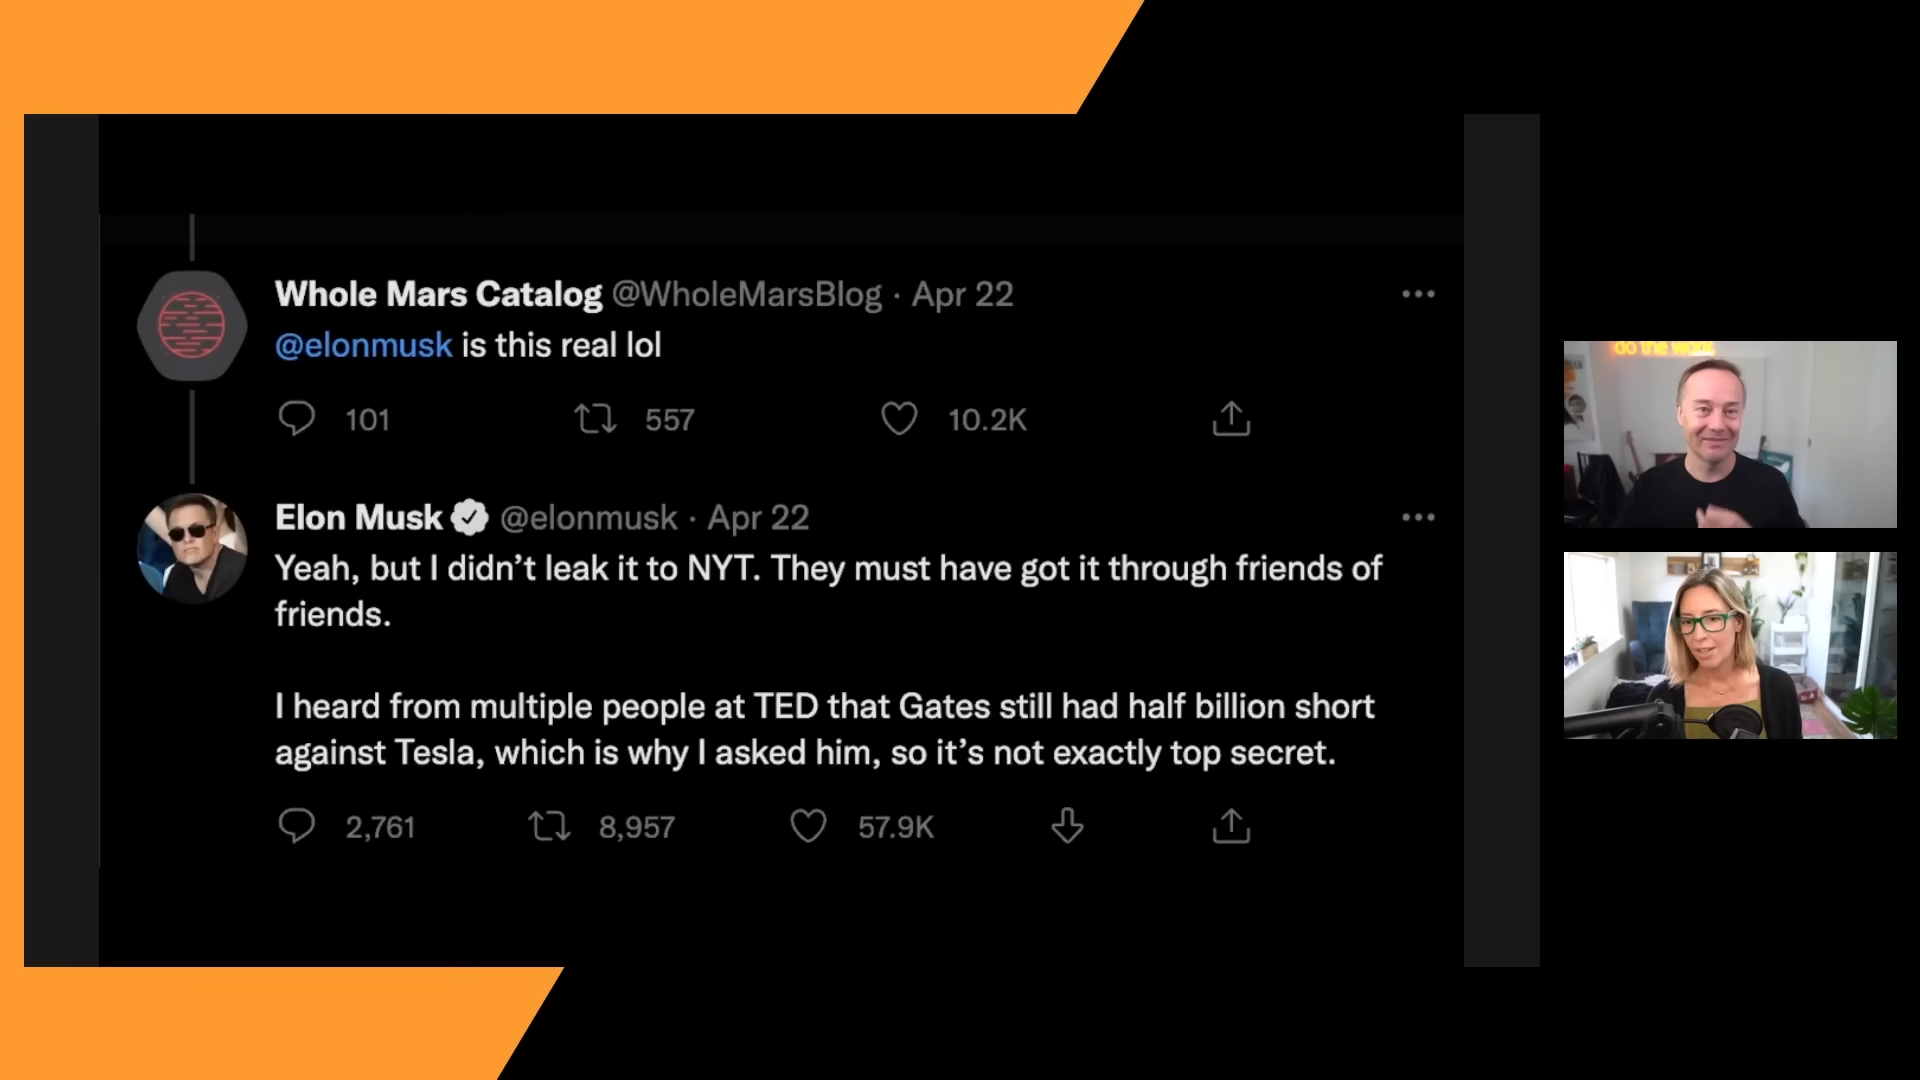 Whole Mars Catalog @WholeMarsBlog · Apr 22
@elonmusk is this real lol
101 557 10.2K
Elon Musk @elonmusk · Apr 22
Yeah, but I didn’t leak it to NYT. They must have got it through friends of
friends.
I heard from multiple people at TED that Gates still had half billion short
against Tesla, which is why I asked him, so it’s not exactly top secret.
2,761 8,957 57.9K
do the work.